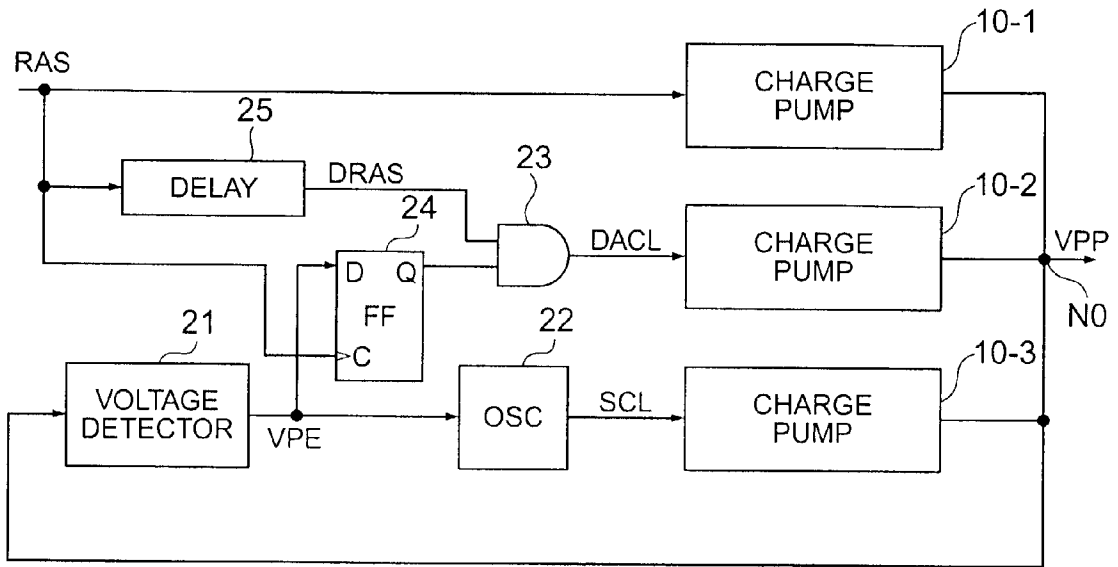 10-1
RAS
CHARGE
PUMP
25
DELAY
DRAS
23
10-2
24
DACL
CHARGE
PUMP
VPP
D Q
FF
C
N0
21
22
10-3
VOLTAGE
DETECTOR
VPE
OSC
SCL
CHARGE
PUMP